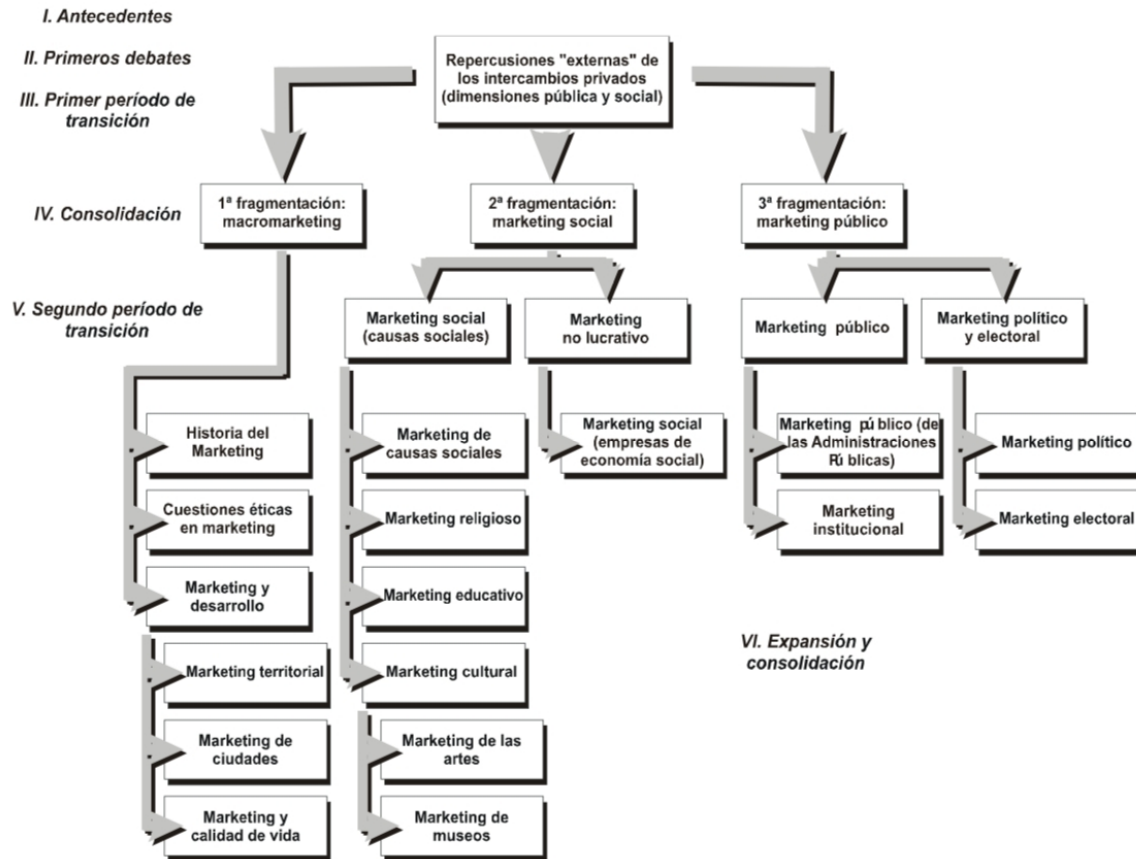 I. Antecedentes
II. Primeros debates
III. Primer período de
transición
Repercusiones "externas" de
los intercambios privados
(dimensiones pública y social)
IV. Consolidación
1ª fragmentación:
macromarketing
2ª fragmentación:
marketing social
3ª fragmentación:
marketing público
V. Segundo período de
transición
Marketing social
(causas sociales)
Marketing
no lucrativo
Marketing público
Marketing político
y electoral
Historia del
Marketing
Cuestiones éticas
en marketing
Marketing y
desarrollo
Marketing territorial
Marketing de
ciudades
Marketing y
calidad de vida
Marketing de
causas sociales
Marketing religioso
Marketing educativo
Marketing cultural
Marketing de las
artes
Marketing de
museos
Marketing social
(empresas de
economía social)
Marketing pú blico (de
las Administraciones
Pú blicas)
Marketing
institucional
Marketing político
Marketing electoral
VI. Expansión y
consolidación